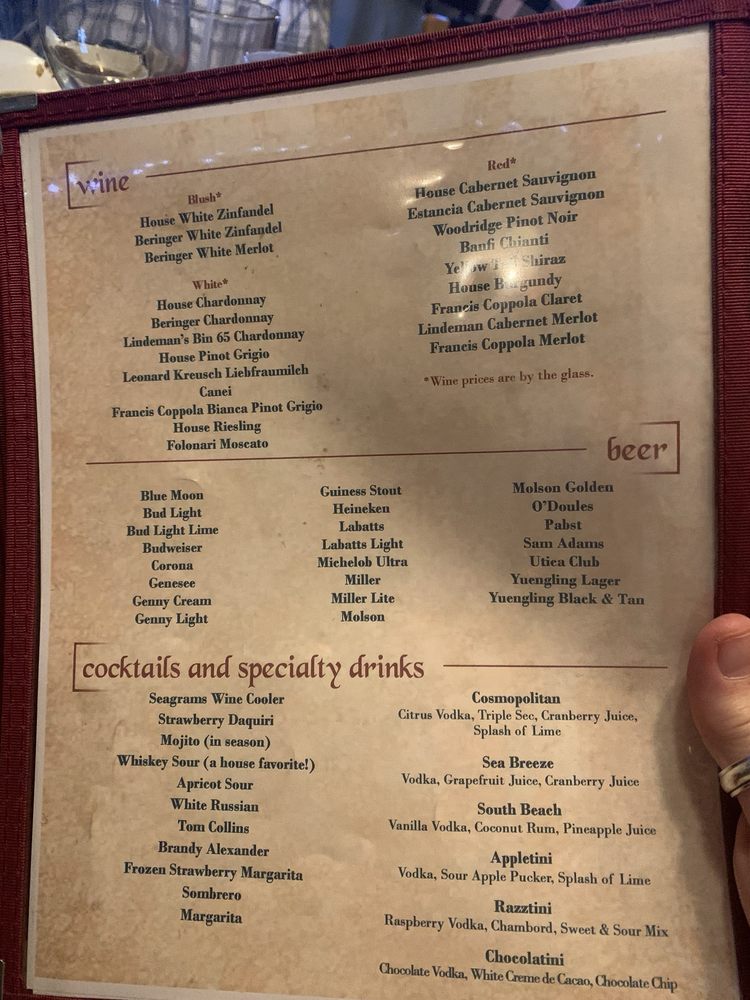 wine
Blush*
House White Zinfandel
Beringer White Zinfandel
Beringer White Merlot
White*
House Chardonnay
Beringer Chardonnay
Lindeman's Bin 65 Chardonnay
House Pinot Grigio
Leonard Kreusch Liebfraumilch
Canei
Francis Coppola Bianca Pinot Grigio
House Riesling
Folonari Moscato
Red*
House Cabernet Sauvignon
Estancia Cabernet Sauvignon
Woodridge Pinot Noir
Banfi Chianti
Yellow Tail Shiraz
House Burgundy
Francis Coppola Claret
Lindeman Cabernet Merlot
Francis Coppola Merlot
*Wine prices are by the glass.
beer
Blue Moon
Bud Light
Bud Light Lime
Budweiser
Corona
Genesee
Genny Cream
Genny Light
Guiness Stout
Heineken
Labatts
Labatts Light
Michelob Ultra
Miller
Miller Lite
Molson
Molson Golden
O'Doules
Pabst
Sam Adams
Utica Club
Yuengling Lager
Yuengling Black & Tan
cocktails and specialty drinks
Seagrams Wine Cooler
Strawberry Daquiri
Mojito (in season)
Whiskey Sour (a house favorite!)
Apricot Sour
White Russian
Tom Collins
Brandy Alexander
Frozen Strawberry Margarita
Sombrero
Margarita
Cosmopolitan
Citrus Vodka, Triple Sec, Cranberry Juice,
Splash of Lime
Sea Breeze
Vodka, Grapefruit Juice, Cranberry Juice
South Beach
Vanilla Vodka, Coconut Rum, Pineapple Juice
Appletini
Vodka, Sour Apple Pucker, Splash of Lime
Razztini
Raspberry Vodka, Chambord, Sweet & Sour Mix
Chocolatini
Chocolate Vodka, White Creme de Cacao, Chocolate Chip